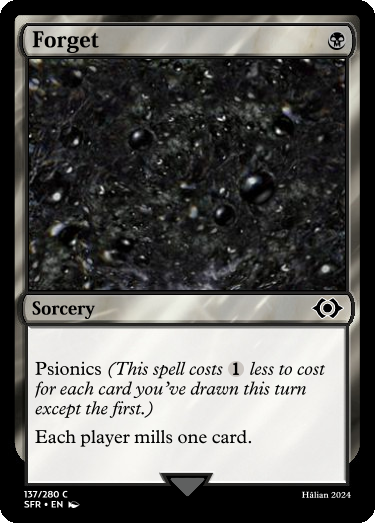 Forget
Sorcery
Psionics (This spell costs 1 less to cost
for each card you've drawn this turn
except the first.)
Each player mills one card.
137/280 C
SFR • EN
Hālian 2024